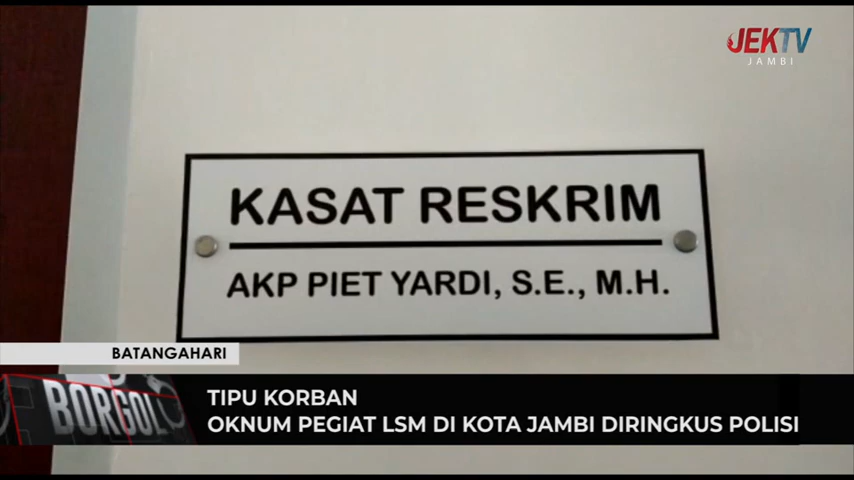 JEKTV
JAMBI
KASAT RESKRIM
AKP PIET YARDI, S.E., M.H.
BATANGAHARI
BORGOL
TIPU KORBAN
OKNUM PEGIAT LSM DI KOTA JAMBI DIRINGKUS POLISI